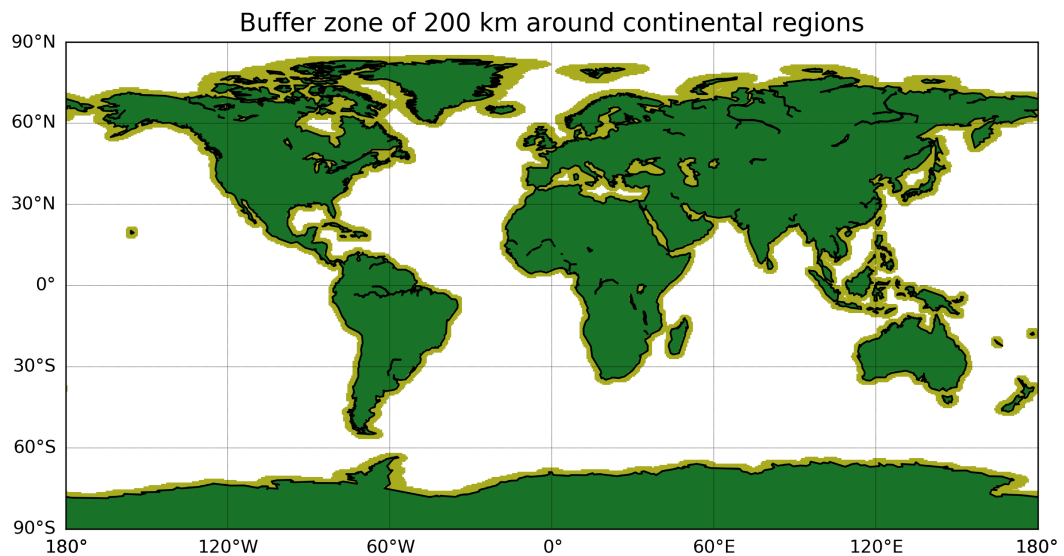 Buffer zone of 200 km around continental regions
90°N
60°N
30°N
0°
30°S
60°S
90°S
180° 120°W 60°W 0° 60°E 120°E 180°